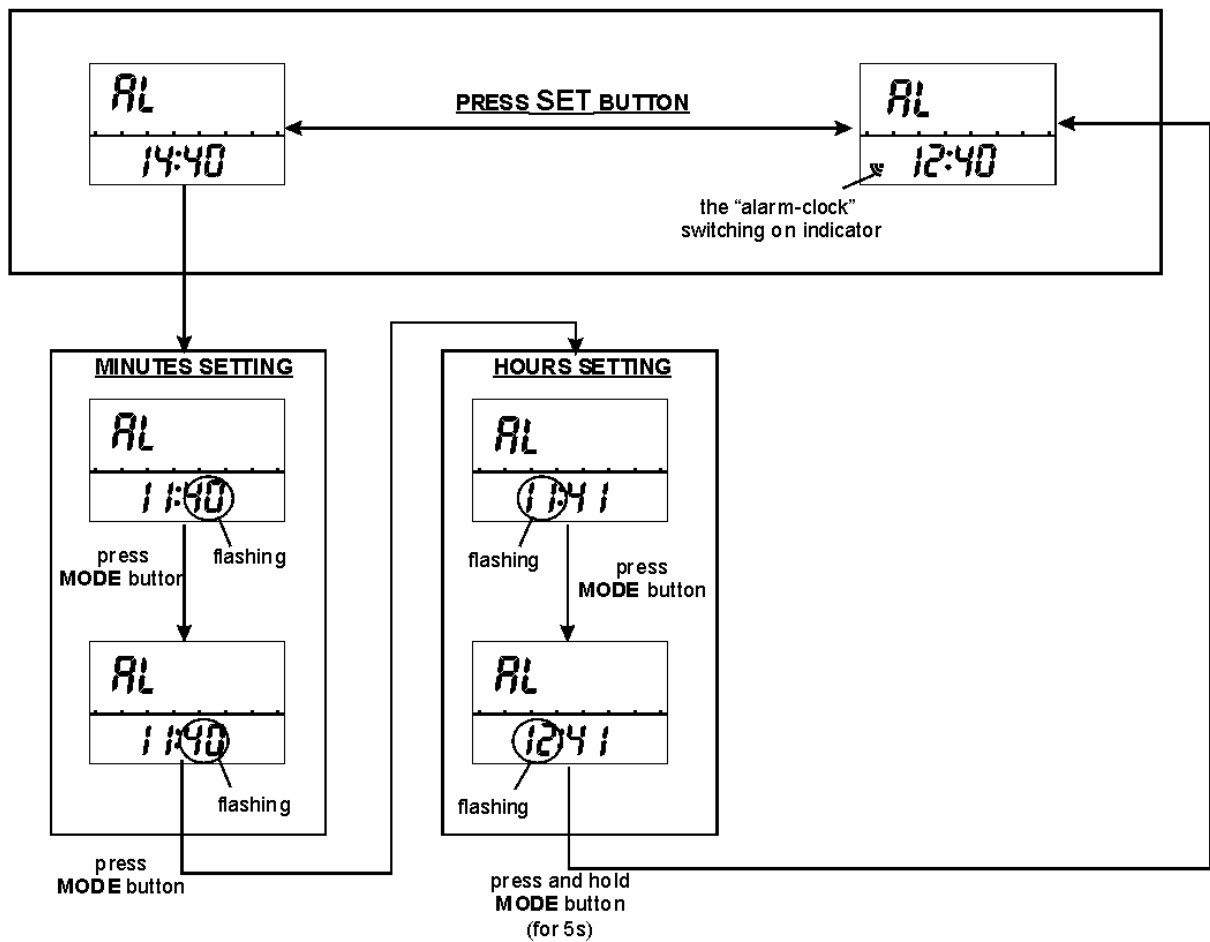 AL
14:40
PRESS SET BUTTON
AL
12:40
the “alarm-clock”
switching on indicator
MINUTES SETTING
AL
11:40
flashing
press
MODE button
AL
11:40
flashing
press
MODE button
HOURS SETTING
AL
11:41
flashing
press
MODE button
AL
12:41
flashing
press and hold
MODE button
(for 5s)